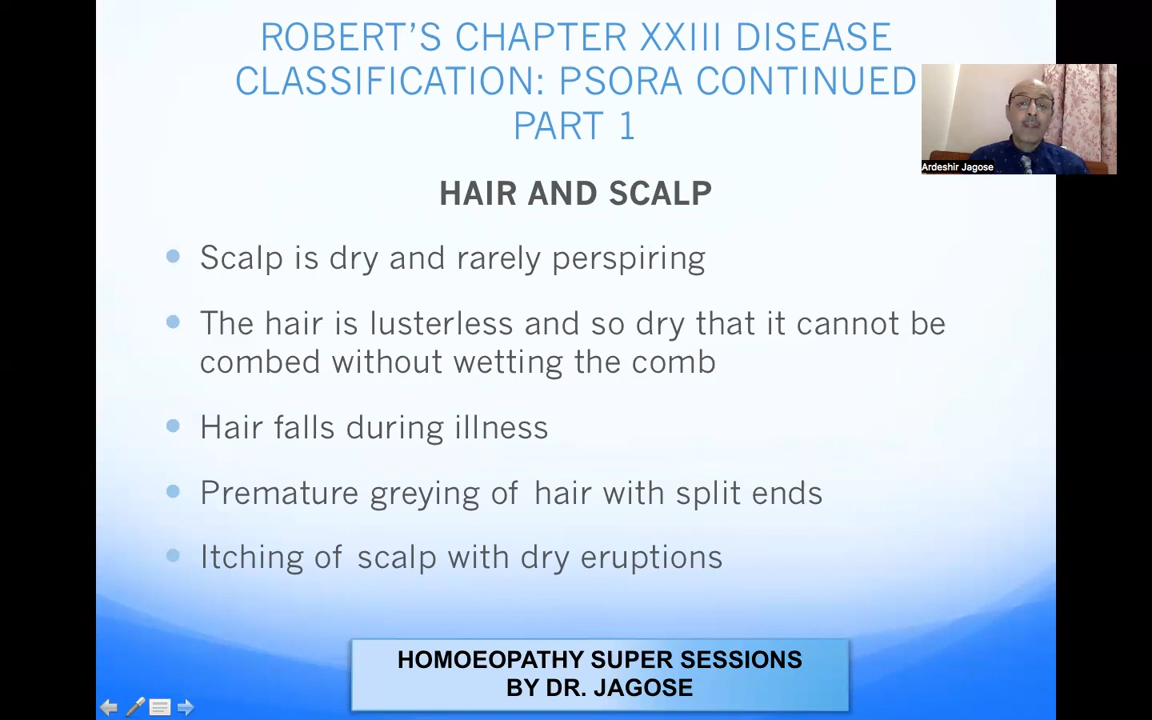 ROBERT'S CHAPTER XXIII DISEASE
CLASSIFICATION: PSORA CONTINUED
PART 1
Ardeshir Jagose
HAIR AND SCALP
Scalp is dry and rarely perspiring
The hair is lusterless and so dry that it cannot be
combed without wetting the comb
Hair falls during illness
Premature greying of hair with split ends
Itching of scalp with dry eruptions
HOMOEOPATHY SUPER SESSIONS
BY DR. JAGOSE